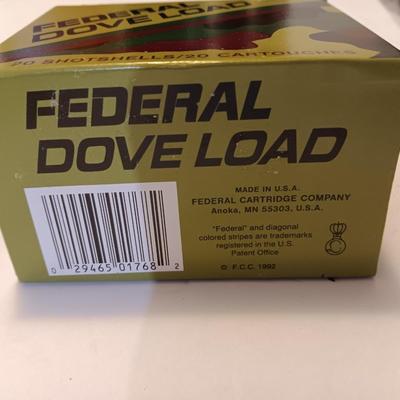 FEDERAL
DOVE LOAD
20 SHOTSHELLS/20 CARTOUCHES
FEDERAL
DOVE LOAD
MADE IN U.S.A.
FEDERAL CARTRIDGE COMPANY
Anoka, MN 55303, U.S.A.
"Federal" and diagonal
colored stripes are trademarks
registered in the U.S.
Patent Office
© F.C.C. 1992
0 29465 01768 2